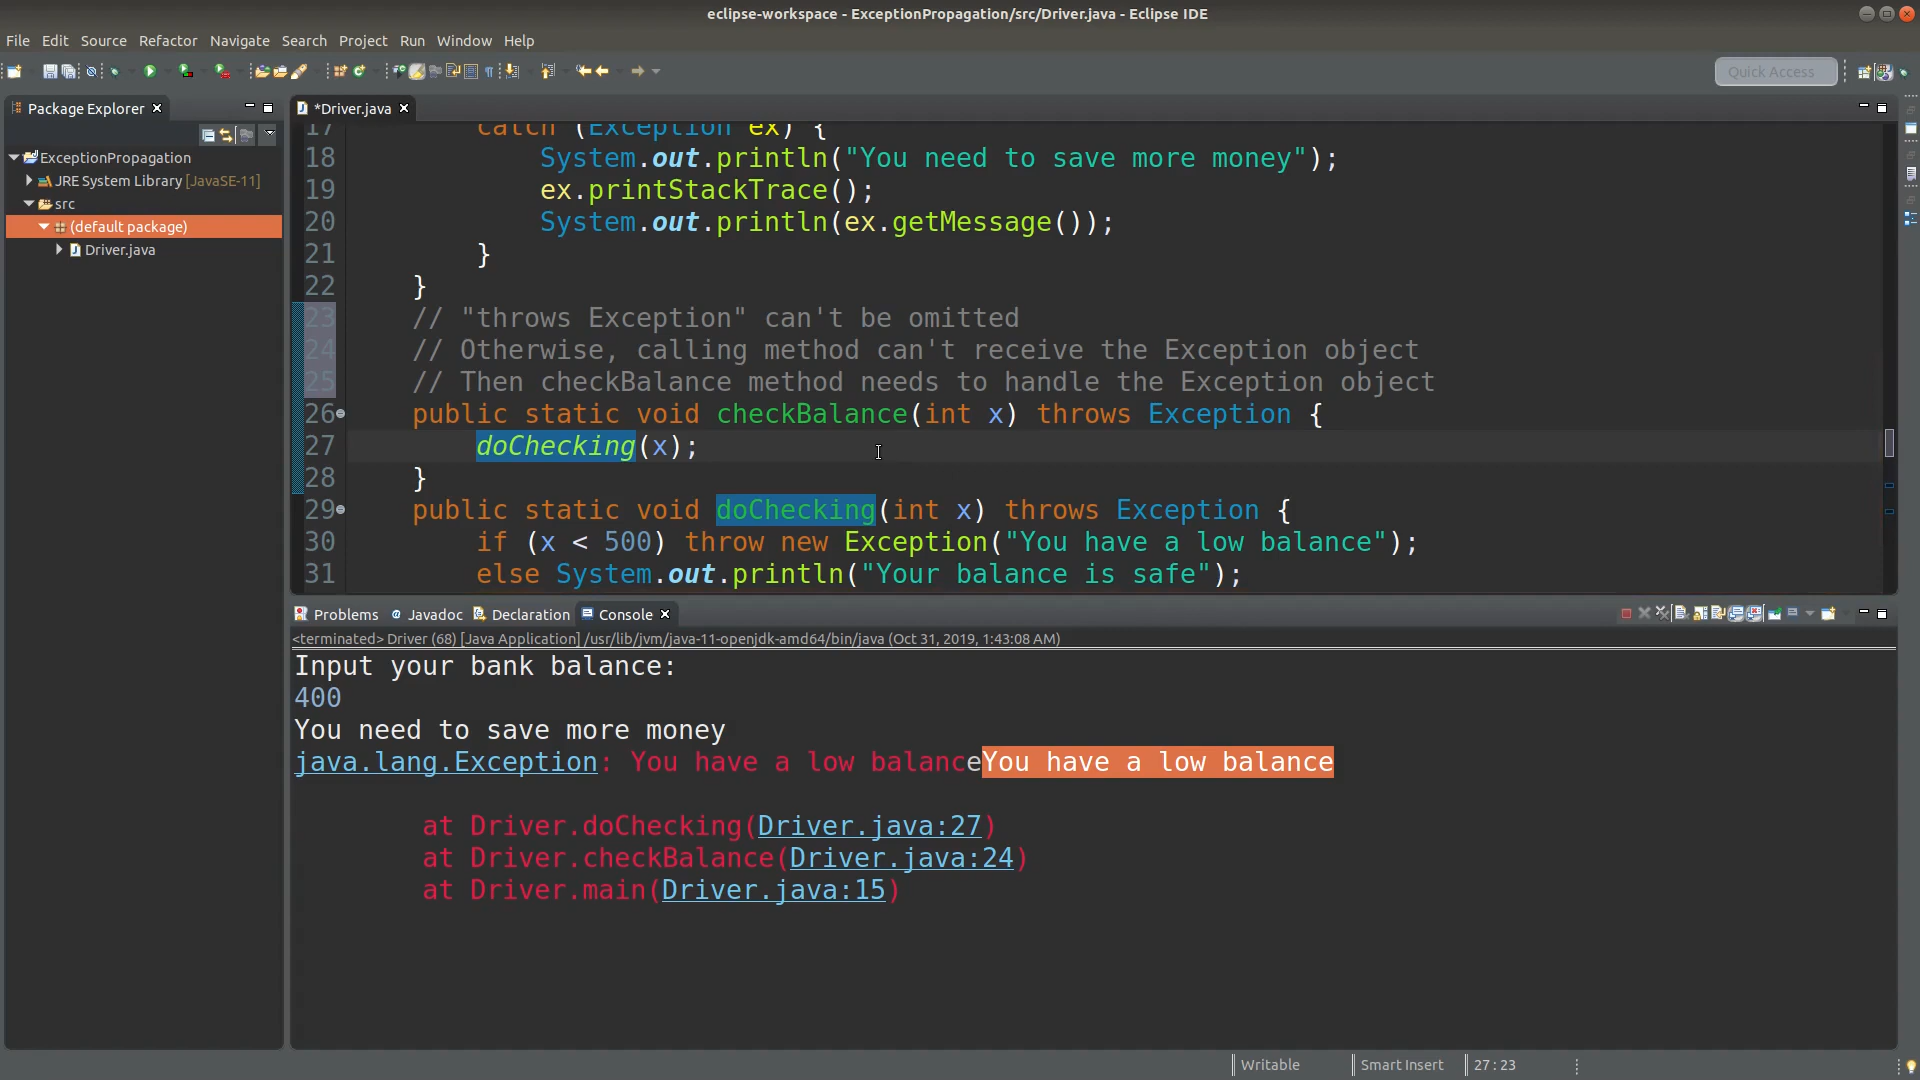 eclipse-workspace - ExceptionPropagation/src/Driver.java - Eclipse IDE
File Edit Source Refactor Navigate Search Project Run Window Help
Quick Access
Package Explorer
*Driver.java
ExceptionPropagation
JRE System Library [JavaSE-11]
src
(default package)
Driver.java
17 catch (Exception ex) {
18 System.out.println("You need to save more money");
19 ex.printStackTrace();
20 System.out.println(ex.getMessage());
21 }
22 }
23 // "throws Exception" can't be omitted
24 // Otherwise, calling method can't receive the Exception object
25 // Then checkBalance method needs to handle the Exception object
26 public static void checkBalance(int x) throws Exception {
27 doChecking(x);
28 }
29 public static void doChecking(int x) throws Exception {
30 if (x < 500) throw new Exception("You have a low balance");
31 else System.out.println("Your balance is safe");
Problems Javadoc Declaration Console
<terminated> Driver (68) [Java Application] /usr/lib/jvm/java-11-openjdk-amd64/bin/java (Oct 31, 2019, 1:43:08 AM)
Input your bank balance:
400
You need to save more money
java.lang.Exception: You have a low balanceYou have a low balance
at Driver.doChecking(Driver.java:27)
at Driver.checkBalance(Driver.java:24)
at Driver.main(Driver.java:15)
Writable Smart Insert 27 : 23